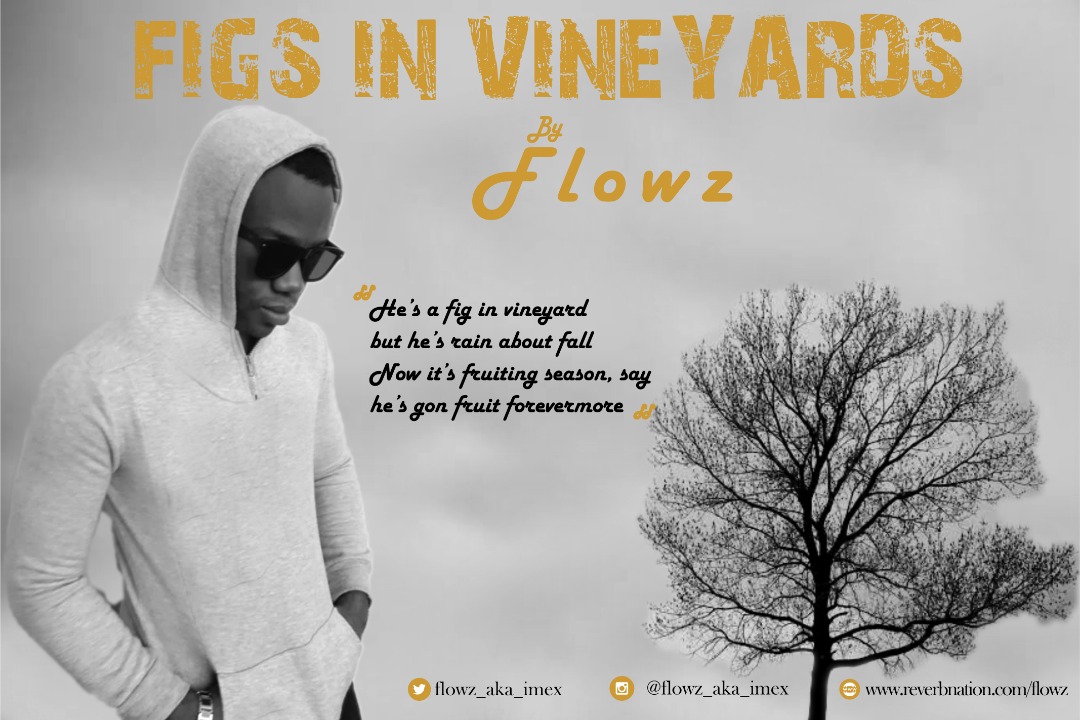 FIGS IN VINEYARDS
By
Flowz
"He's a fig in vineyard
but he's rain about fall
Now it's fruiting season, say
he's gon fruit forevermore"
flowz_aka_imex
@flowz_aka_imex
www.reverbnation.com/flowz